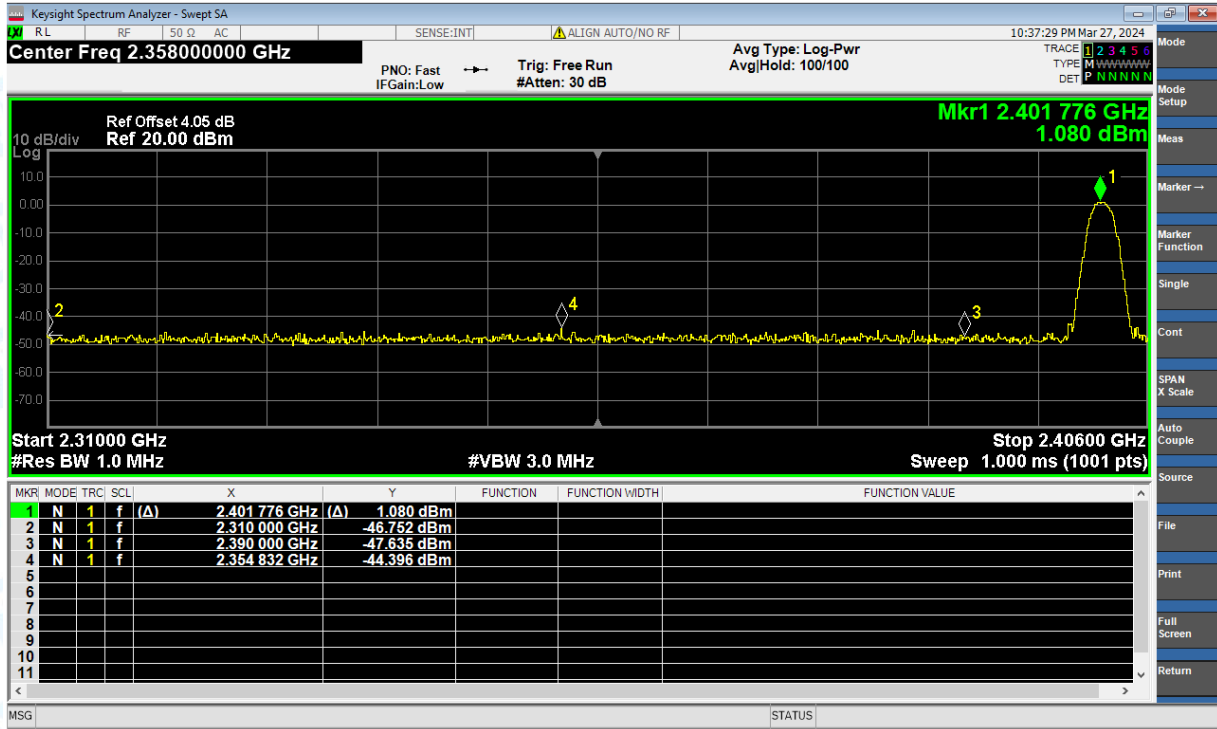 Keysight Spectrum Analyzer - Swept SA
LXI RL RF 50 Ω AC SENSE:INT ALIGN AUTO/NO RF 10:37:29 PM Mar 27, 2024
Center Freq 2.358000000 GHz
PNO: Fast
IFGain:Low
Trig: Free Run
#Atten: 30 dB
Avg Type: Log-Pwr
Avg|Hold: 100/100
TRACE 1 2 3 4 5 6
TYPE M WWWWW
DET P N N N N N
Mkr1 2.401 776 GHz
1.080 dBm
Ref Offset 4.05 dB
10 dB/div Ref 20.00 dBm
Log
10.0
0.00
-10.0
-20.0
-30.0
-40.0
-50.0
-60.0
-70.0
1
2
4
3
Start 2.31000 GHz Stop 2.40600 GHz
#Res BW 1.0 MHz #VBW 3.0 MHz Sweep 1.000 ms (1001 pts)
MKR MODE TRC SCL X Y FUNCTION FUNCTION WIDTH FUNCTION VALUE
1 N 1 f (Δ) 2.401 776 GHz (Δ) 1.080 dBm
2 N 1 f 2.310 000 GHz -46.752 dBm
3 N 1 f 2.390 000 GHz -47.635 dBm
4 N 1 f 2.354 832 GHz -44.396 dBm
5
6
7
8
9
10
11
MSG STATUS
Mode
Mode
Setup
Meas
Marker→
Marker
Function
Single
Cont
SPAN
X Scale
Auto
Couple
Source
File
Print
Full
Screen
Return